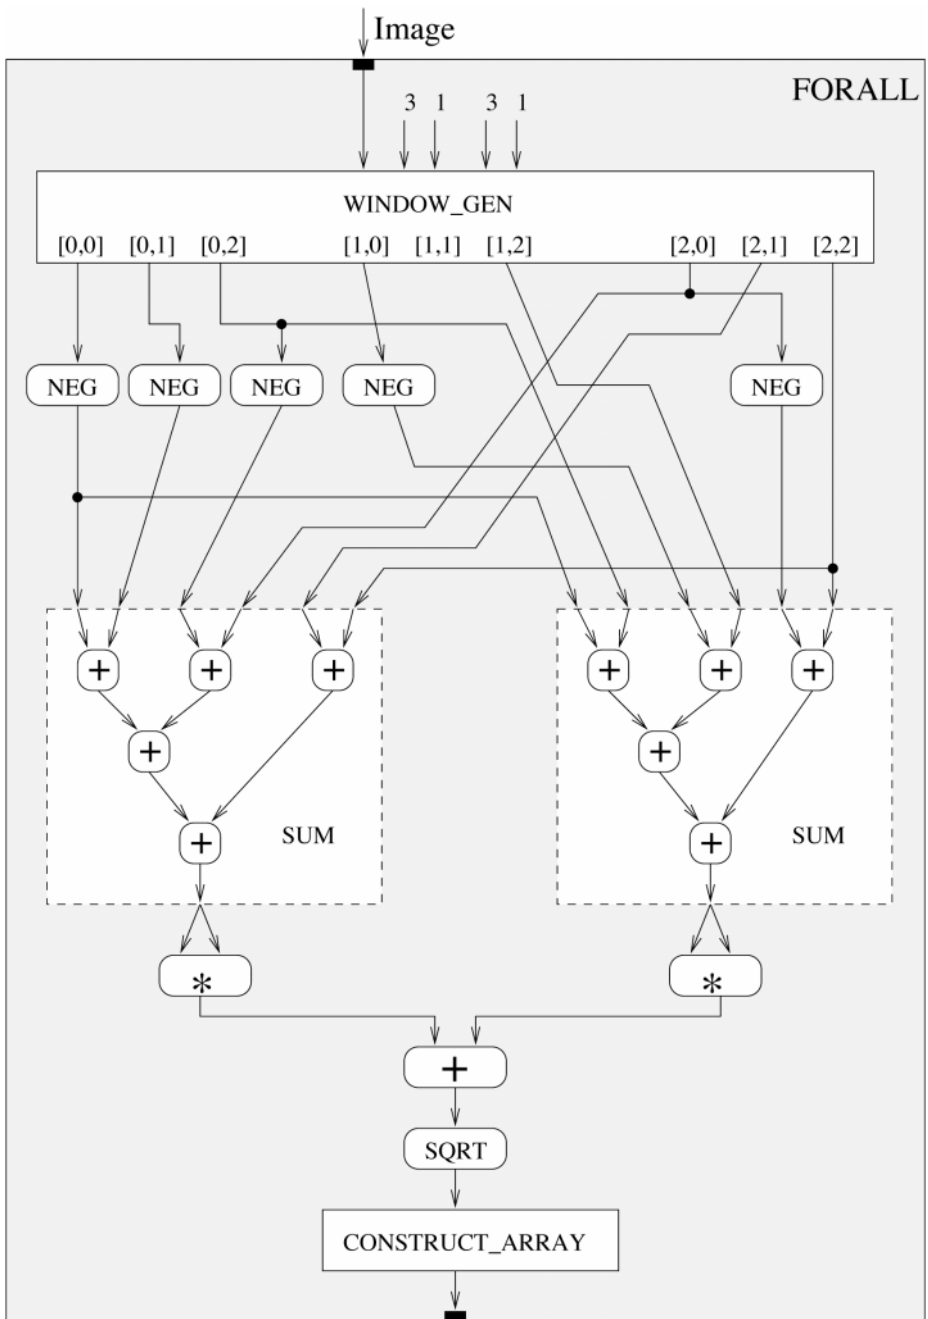 Image
FORALL
3 1 3 1
WINDOW_GEN
[0,0] [0,1] [0,2] [1,0] [1,1] [1,2] [2,0] [2,1] [2,2]
NEG NEG NEG NEG NEG
+ + + + + +
+ +
+ SUM + SUM
* *
+
SQRT
CONSTRUCT_ARRAY